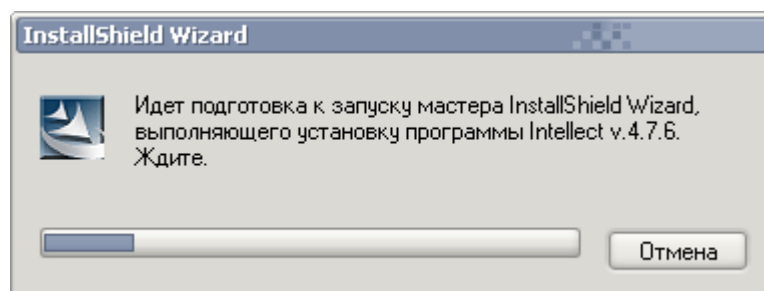 InstallShield Wizard
Идет подготовка к запуску мастера InstallShield Wizard,
выполняющего установку программы Intellect v.4.7.6.
Ждите.
Отмена